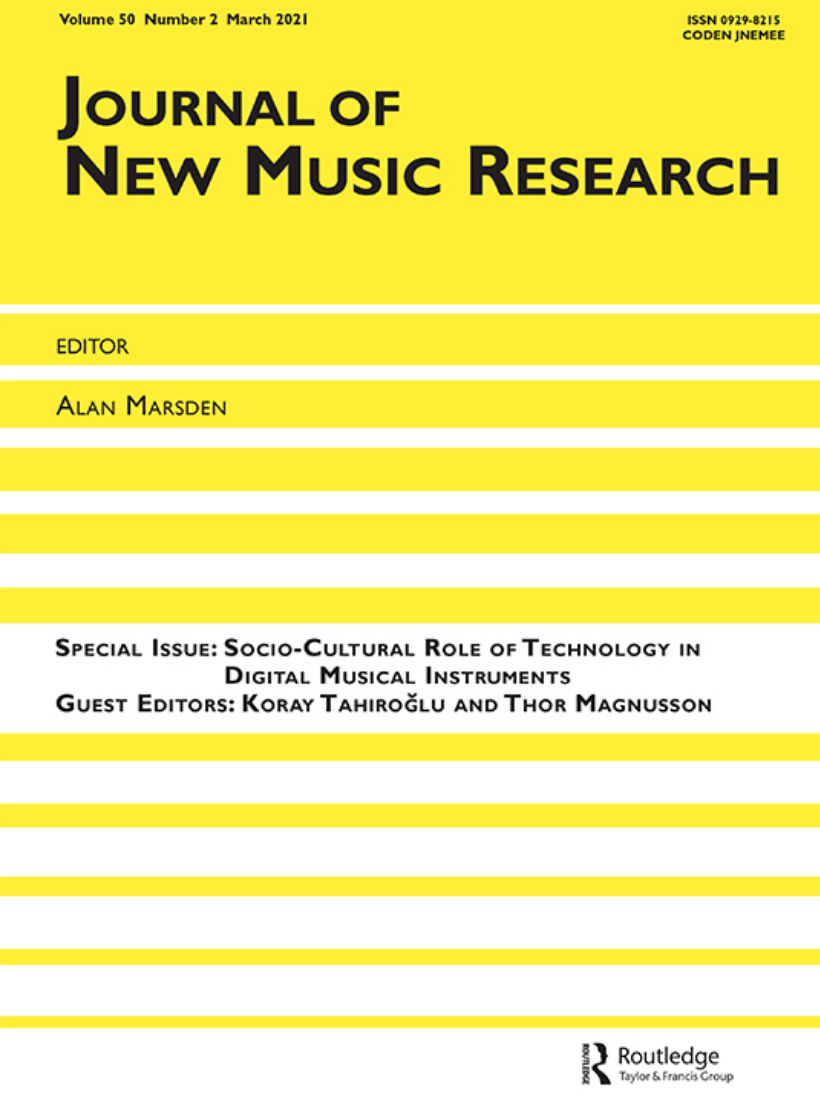 Volume 50 Number 2 March 2021
ISSN 0929-8215
CODEN JNEMEE
JOURNAL OF
NEW MUSIC RESEARCH
EDITOR
ALAN MARSDEN
SPECIAL ISSUE: SOCIO-CULTURAL ROLE OF TECHNOLOGY IN
DIGITAL MUSICAL INSTRUMENTS
GUEST EDITORS: KORAY TAHIROĞLU AND THOR MAGNUSSON
ROUTLEDGE
Routledge
Taylor & Francis Group